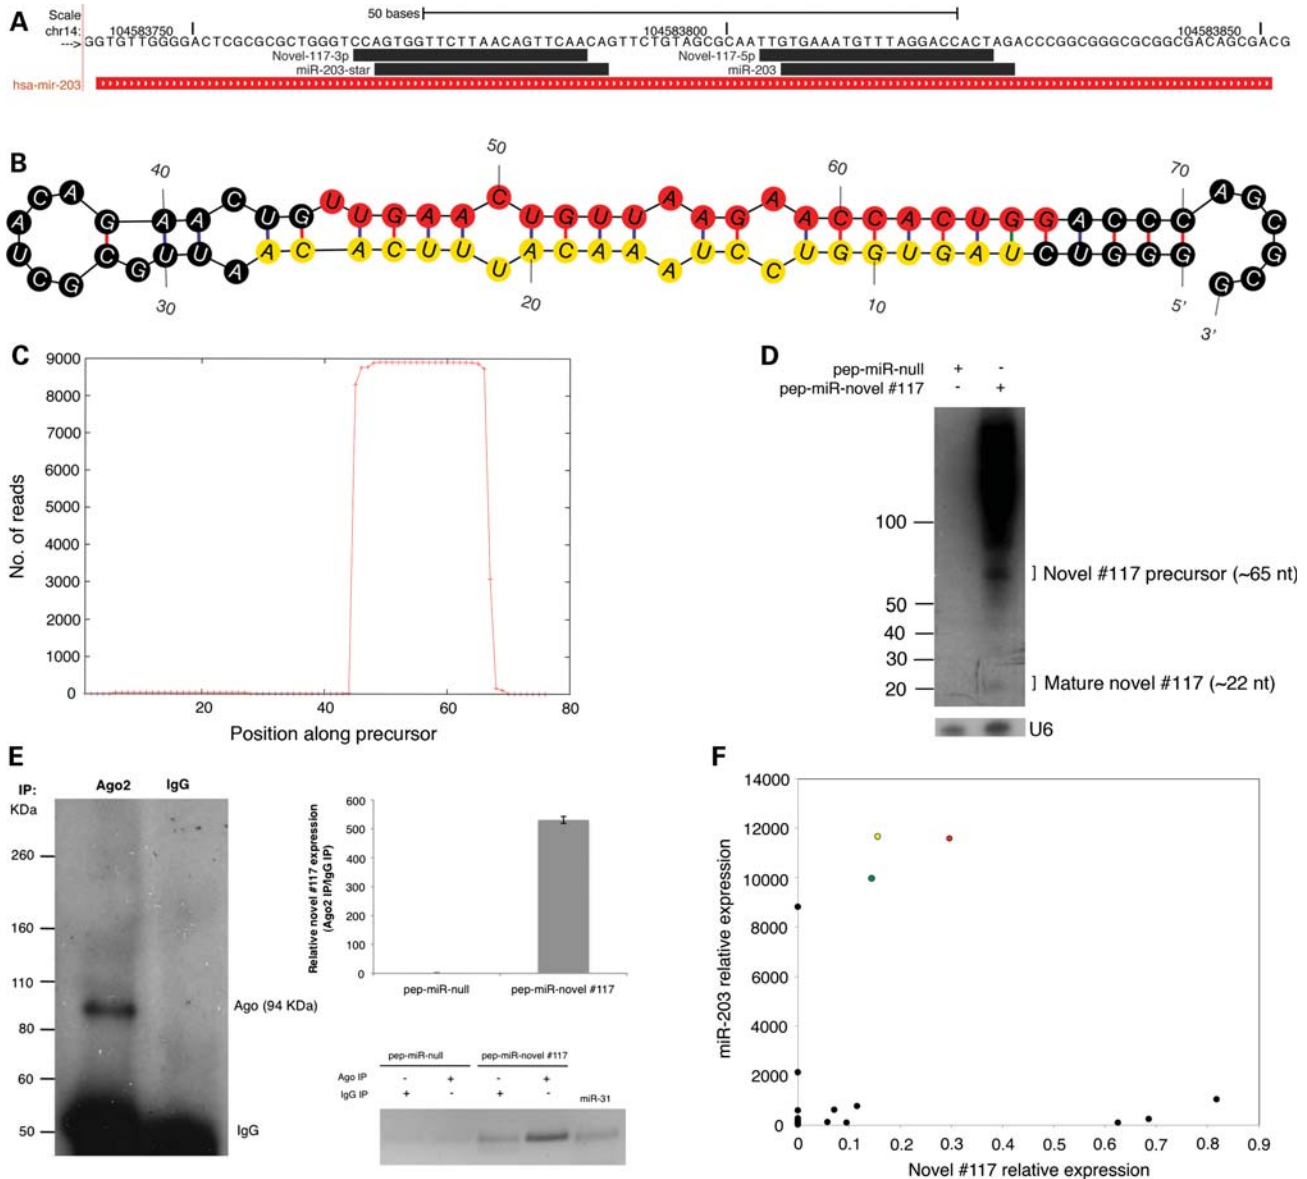 A
Scale
50 bases
chr14:
104583750
104583800
104583850
--->
GGTGTTGGGGACTCGCGCGCTGGGTCCAGTGGTTCTTAACAGTTCAACAGTTCTGTAGCGCAATTGTGAAATGTTTAGGACCACTAGACCCGGCGGGCGCGGCGACAGCGACG
Novel-117-3p
Novel-117-5p
miR-203-star
miR-203
hsa-mir-203
B
40
50
60
70
A C A G A A C U G U U G A A C U G U U A A G A A C C A C U G G A C C C A G C
A U C G C G U U U A A C A C U U U A C A A A U C C U G G U G A U C U G G G G C G
30
20
10
5'
3'
C
9000
8000
7000
6000
5000
4000
3000
2000
1000
0
20
40
60
80
No. of reads
Position along precursor
D
pep-miR-null + -
pep-miR-novel #117 - +
100
50
40
30
20
] Novel #117 precursor (~65 nt)
] Mature novel #117 (~22 nt)
U6
E
IP: Ago2 IgG
KDa
260
160
110
80
60
50
Ago (94 KDa)
IgG
Relative novel #117 expression
(Ago2 IP/IgG IP)
600
500
400
300
200
100
0
pep-miR-null
pep-miR-novel #117
pep-miR-null
pep-miR-novel #117
Ago IP - + - +
IgG IP + - + -
miR-31
F
14000
12000
10000
8000
6000
4000
2000
0
0 0.1 0.2 0.3 0.4 0.5 0.6 0.7 0.8 0.9
miR-203 relative expression
Novel #117 relative expression